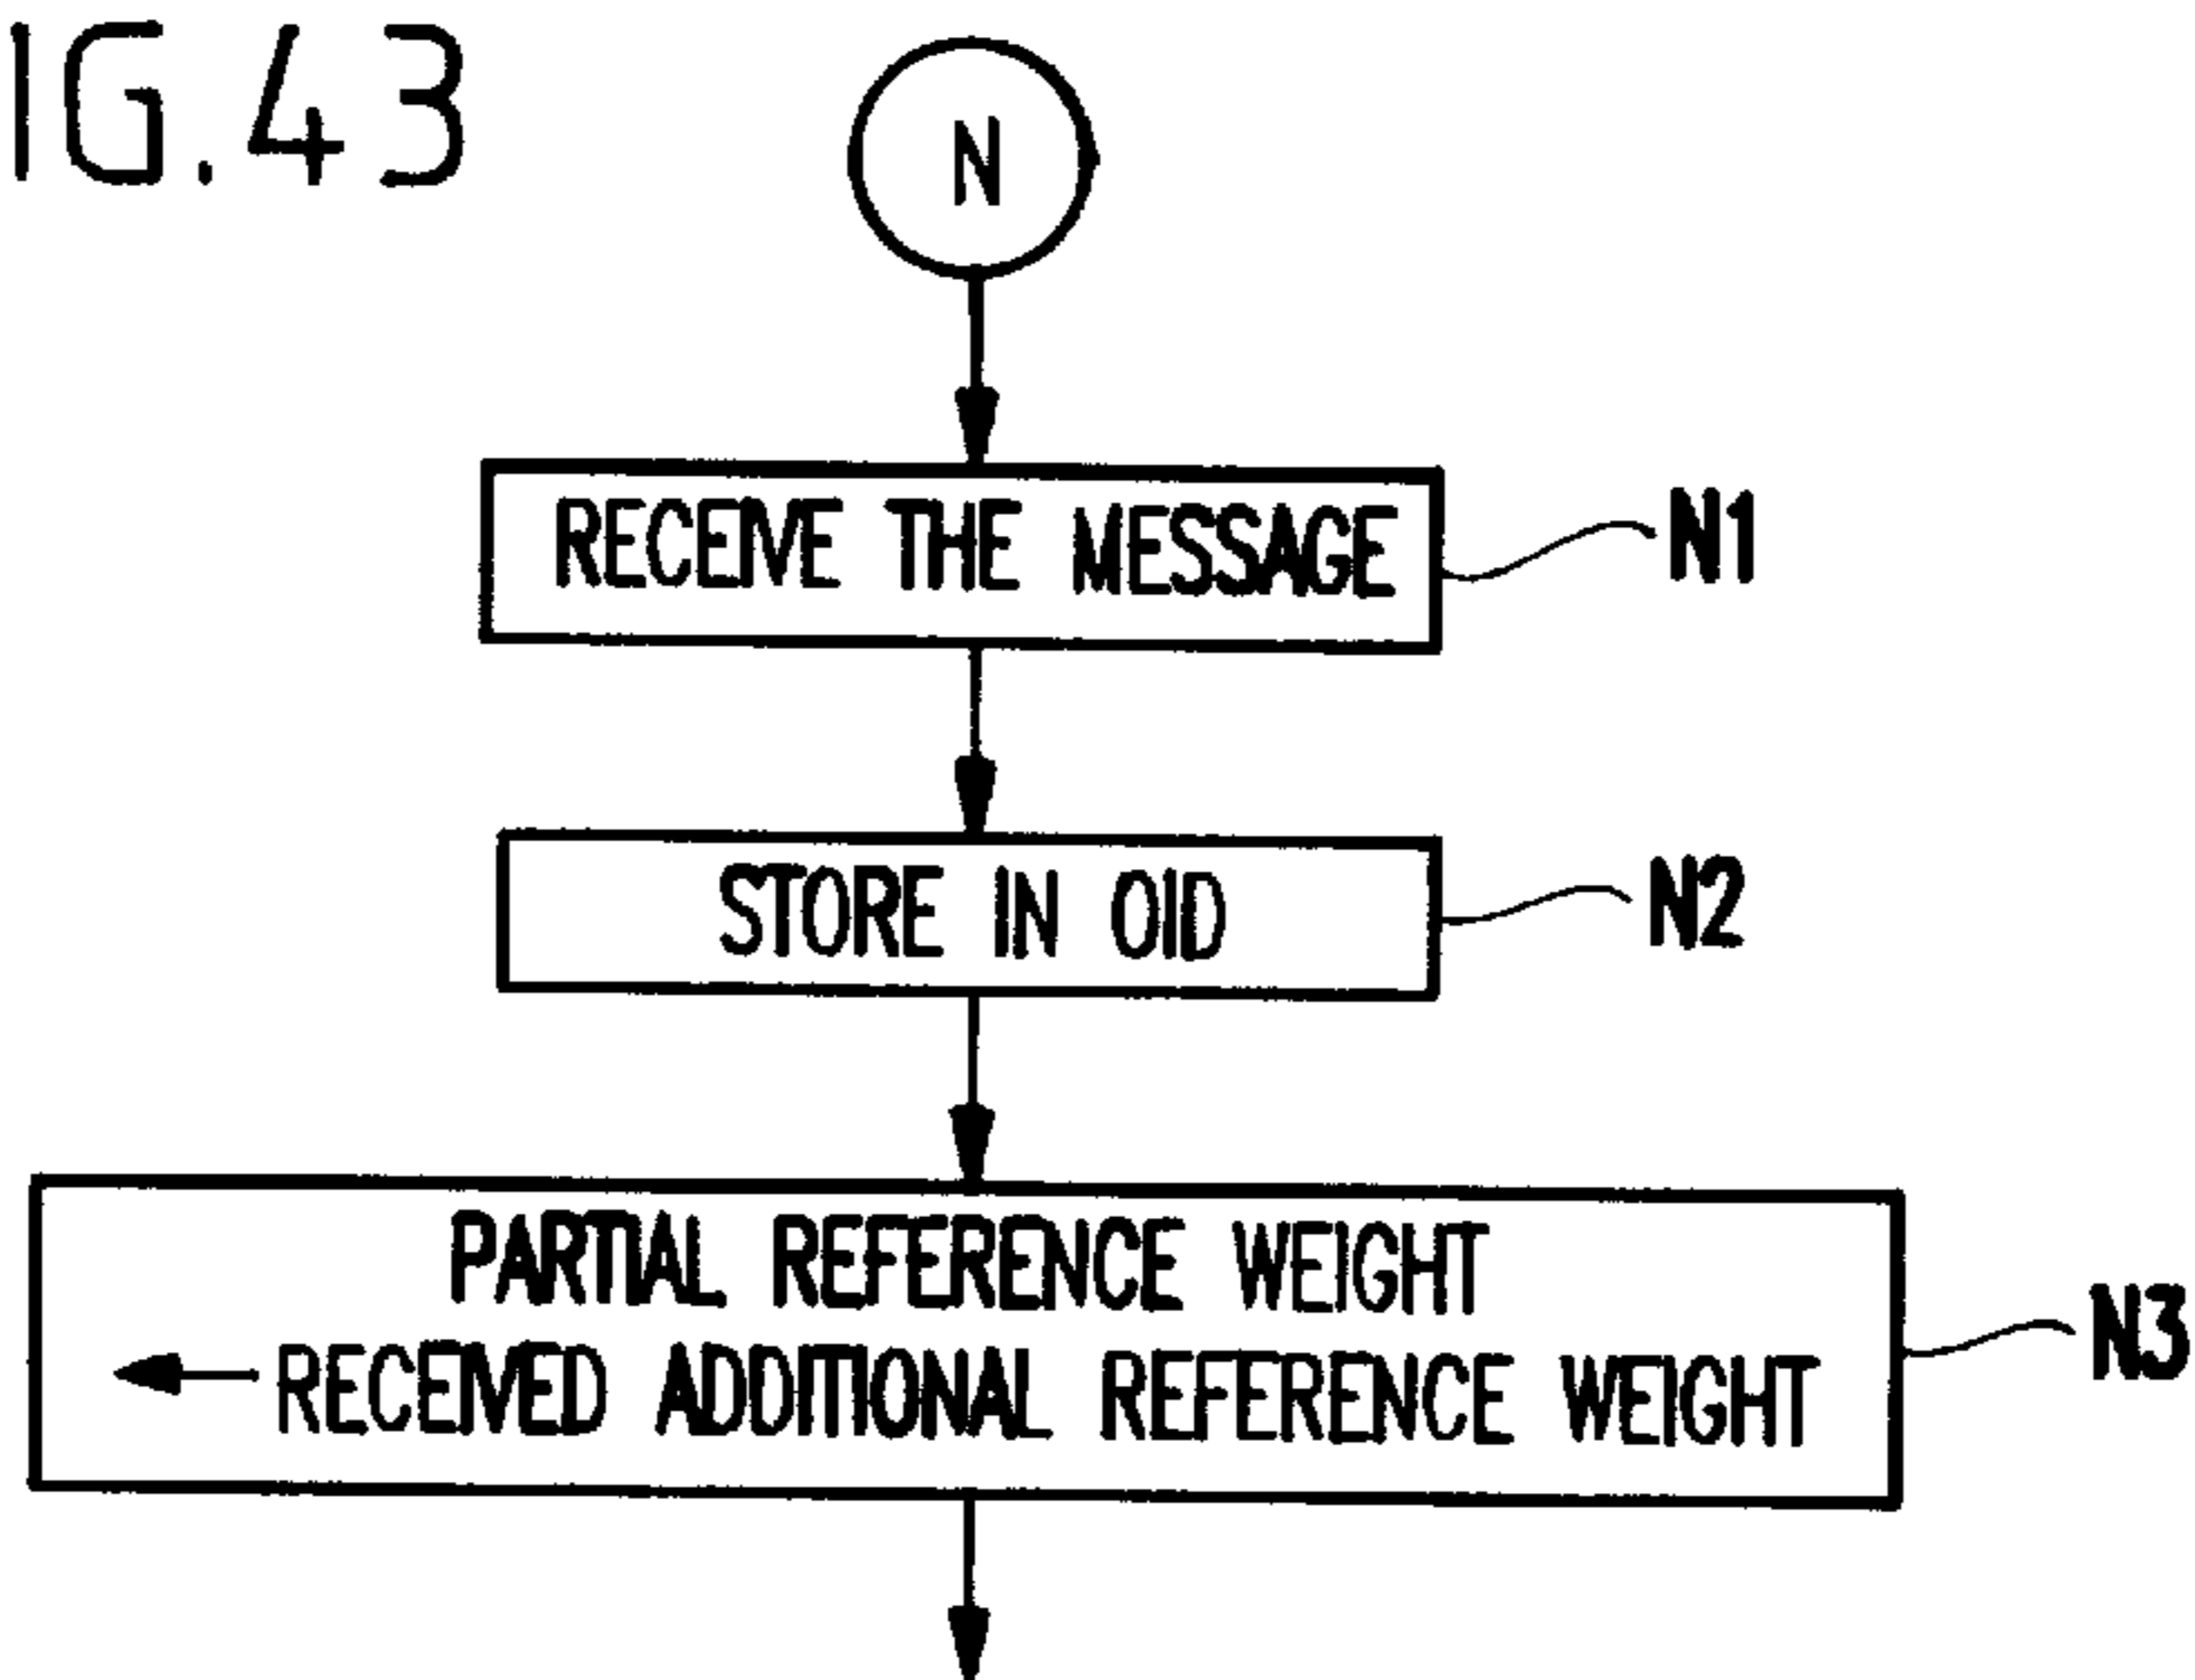 IG.43
N
RECEIVE THE MESSAGE
N1
STORE IN OID
N2
PARTIAL REFERENCE WEIGHT
← RECEIVED ADDITIONAL REFERENCE WEIGHT
N3